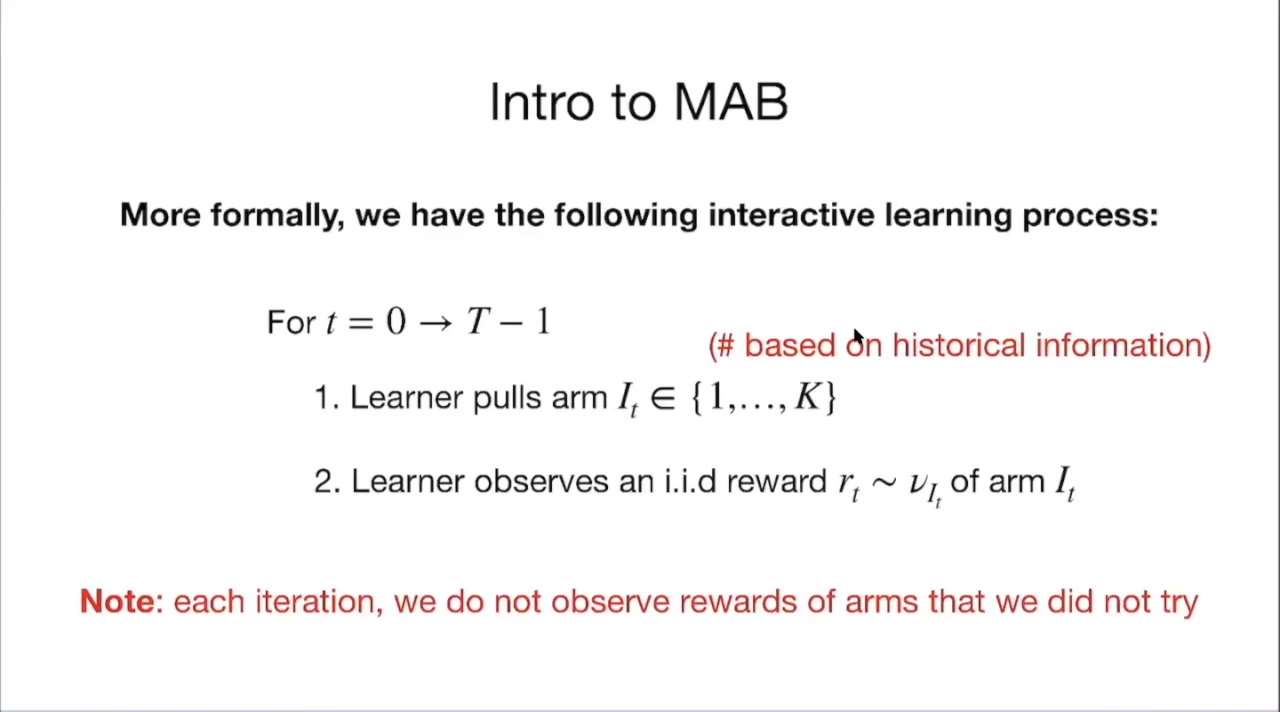 Intro to MAB
More formally, we have the following interactive learning process:
For t = 0 → T − 1
(# based on historical information)
1. Learner pulls arm I_t ∈ {1,…, K}
2. Learner observes an i.i.d reward r_t ∼ ν_{I_t} of arm I_t
Note: each iteration, we do not observe rewards of arms that we did not try